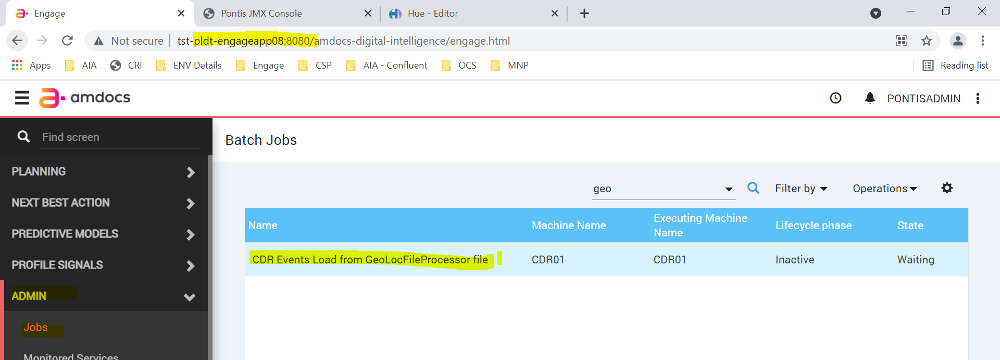 Engage
Pontis JMX Console
Hue - Editor
Not secure
tst-pldt-engageapp08:8080/amdocs-digital-intelligence/engage.html
Apps
AIA
CRI
ENV Details
Engage
CSP
AIA - Confluent
OCS
MNP
Reading list
amdocs
PONTISADMIN
Find screen
Batch Jobs
PLANNING
NEXT BEST ACTION
PREDICTIVE MODELS
PROFILE SIGNALS
ADMIN
Jobs
Monitored Services
geo
Filter by
Operations
Name
Machine Name
Executing Machine
Name
Lifecycle phase
State
CDR Events Load from GeoLocFileProcessor file
CDR01
CDR01
Inactive
Waiting